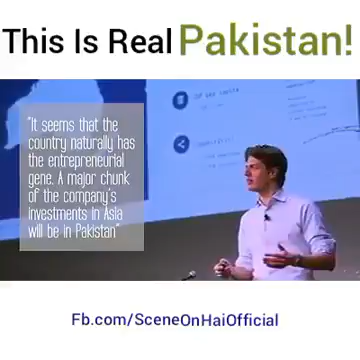 This Is Real Pakistan!
"It seems that the
country naturally has
the entrepreneurial
gene. A major chunk
of the company's
investments in Asia
will be in Pakistan"
Fb.com/SceneOnHaiOfficial